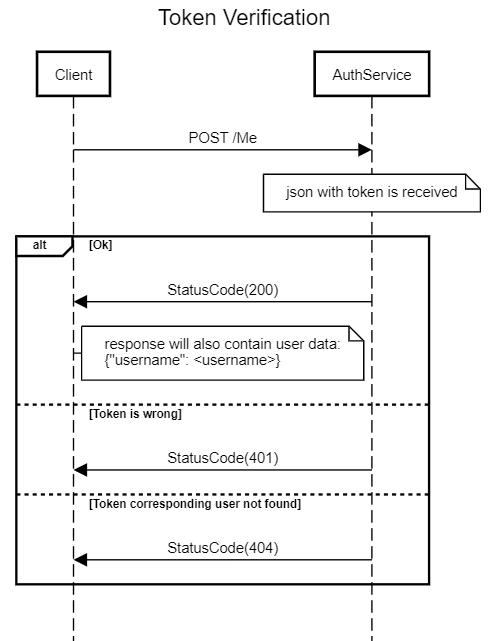 Token Verification
Client
AuthService
POST /Me
json with token is received
alt
[Ok]
StatusCode(200)
response will also contain user data:
{"username": <username>}
[Token is wrong]
StatusCode(401)
[Token corresponding user not found]
StatusCode(404)